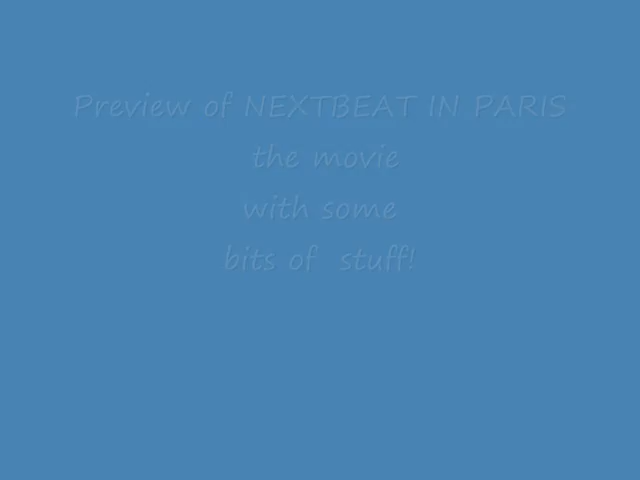 Preview of NEXTBEAT IN PARIS
the movie
with some
bits of  stuff!